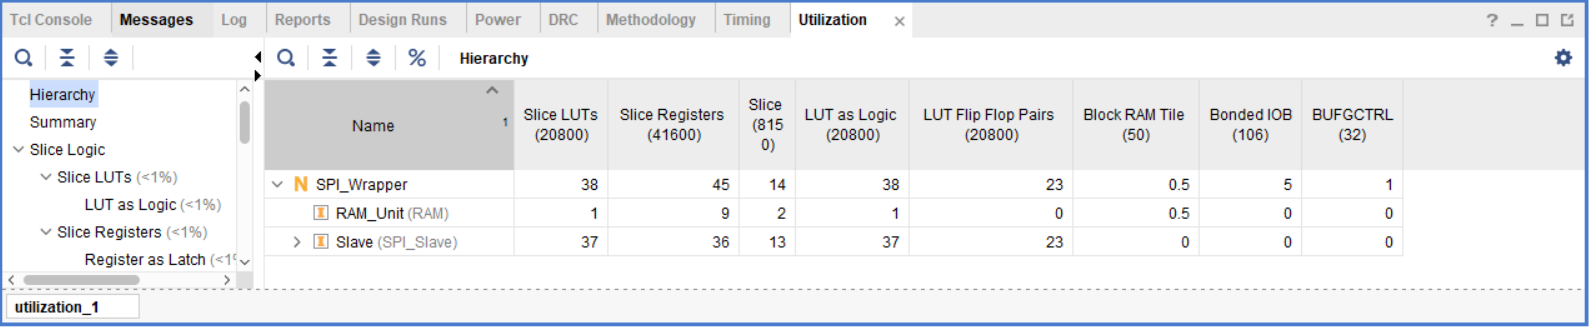 Tcl Console Messages Log Reports Design Runs Power DRC Methodology Timing Utilization × ? _
% Hierarchy
Hierarchy
Summary
Slice Logic
Slice LUTs (<1%)
LUT as Logic (<1%)
Slice Registers (<1%)
Register as Latch (<1%
Name 1 Slice LUTs (20800) Slice Registers (41600) Slice (8150) LUT as Logic (20800) LUT Flip Flop Pairs (20800) Block RAM Tile (50) Bonded IOB (106) BUFGCTRL (32)
N SPI_Wrapper 38 45 14 38 23 0.5 5 1
I RAM_Unit (RAM) 1 9 2 1 0 0.5 0 0
I Slave (SPI_Slave) 37 36 13 37 23 0 0 0
utilization_1